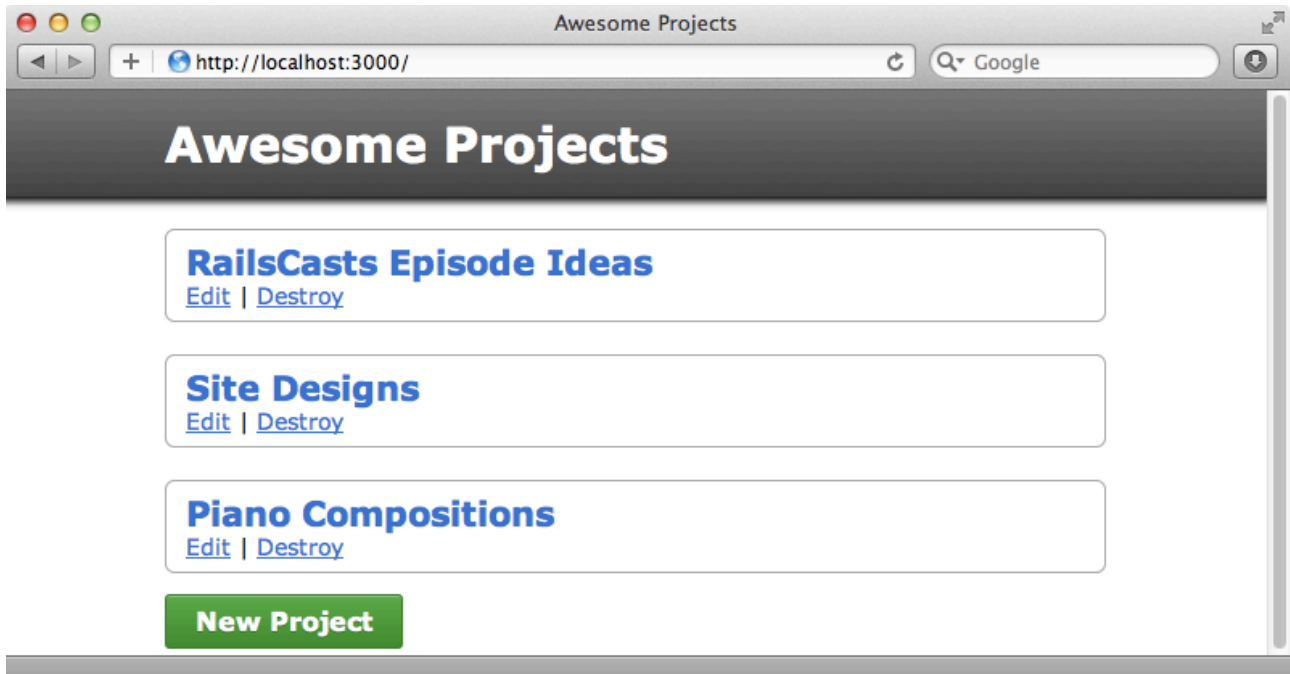 Awesome Projects
+ http://localhost:3000/ Google
Awesome Projects
RailsCasts Episode Ideas
Edit | Destroy
Site Designs
Edit | Destroy
Piano Compositions
Edit | Destroy
New Project